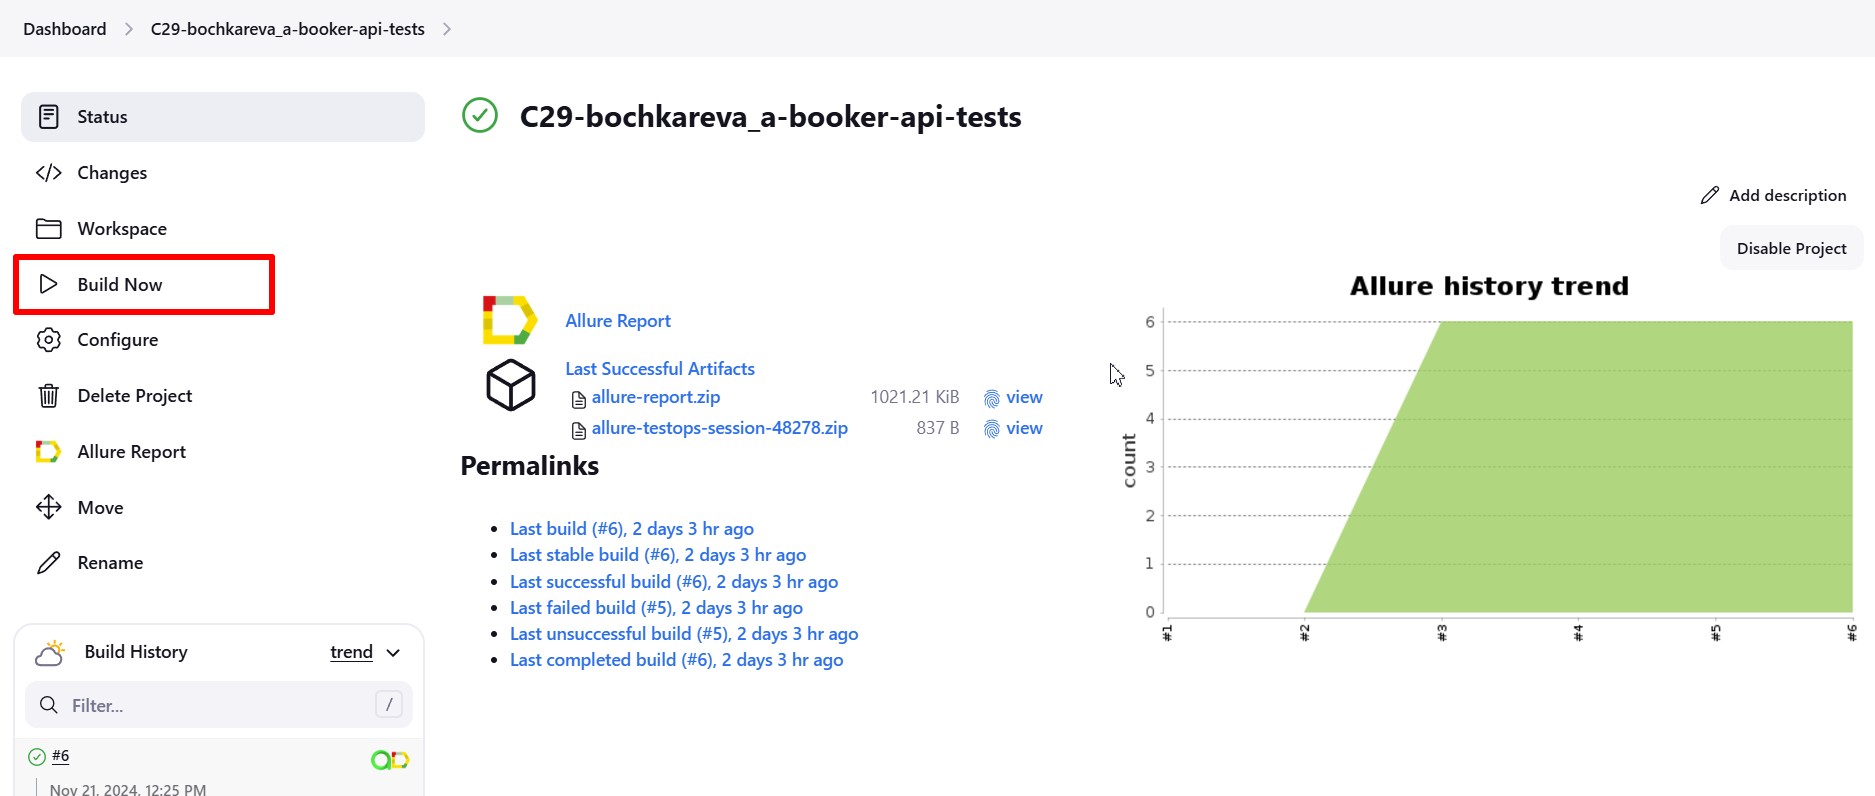 Dashboard
C29-bochkareva_a-booker-api-tests
Status
Changes
Workspace
Build Now
Configure
Delete Project
Allure Report
Move
Rename
Build History
trend
Filter...
/
#6
Nov 21, 2024, 12:25 PM
C29-bochkareva_a-booker-api-tests
Add description
Disable Project
Allure Report
Last Successful Artifacts
allure-report.zip 1021.21 KiB view
allure-testops-session-48278.zip 837 B view
Permalinks
Last build (#6), 2 days 3 hr ago
Last stable build (#6), 2 days 3 hr ago
Last successful build (#6), 2 days 3 hr ago
Last failed build (#5), 2 days 3 hr ago
Last unsuccessful build (#5), 2 days 3 hr ago
Last completed build (#6), 2 days 3 hr ago
Allure history trend
count
6
5
4
3
2
1
0
#1 #2 #3 #4 #5 #6